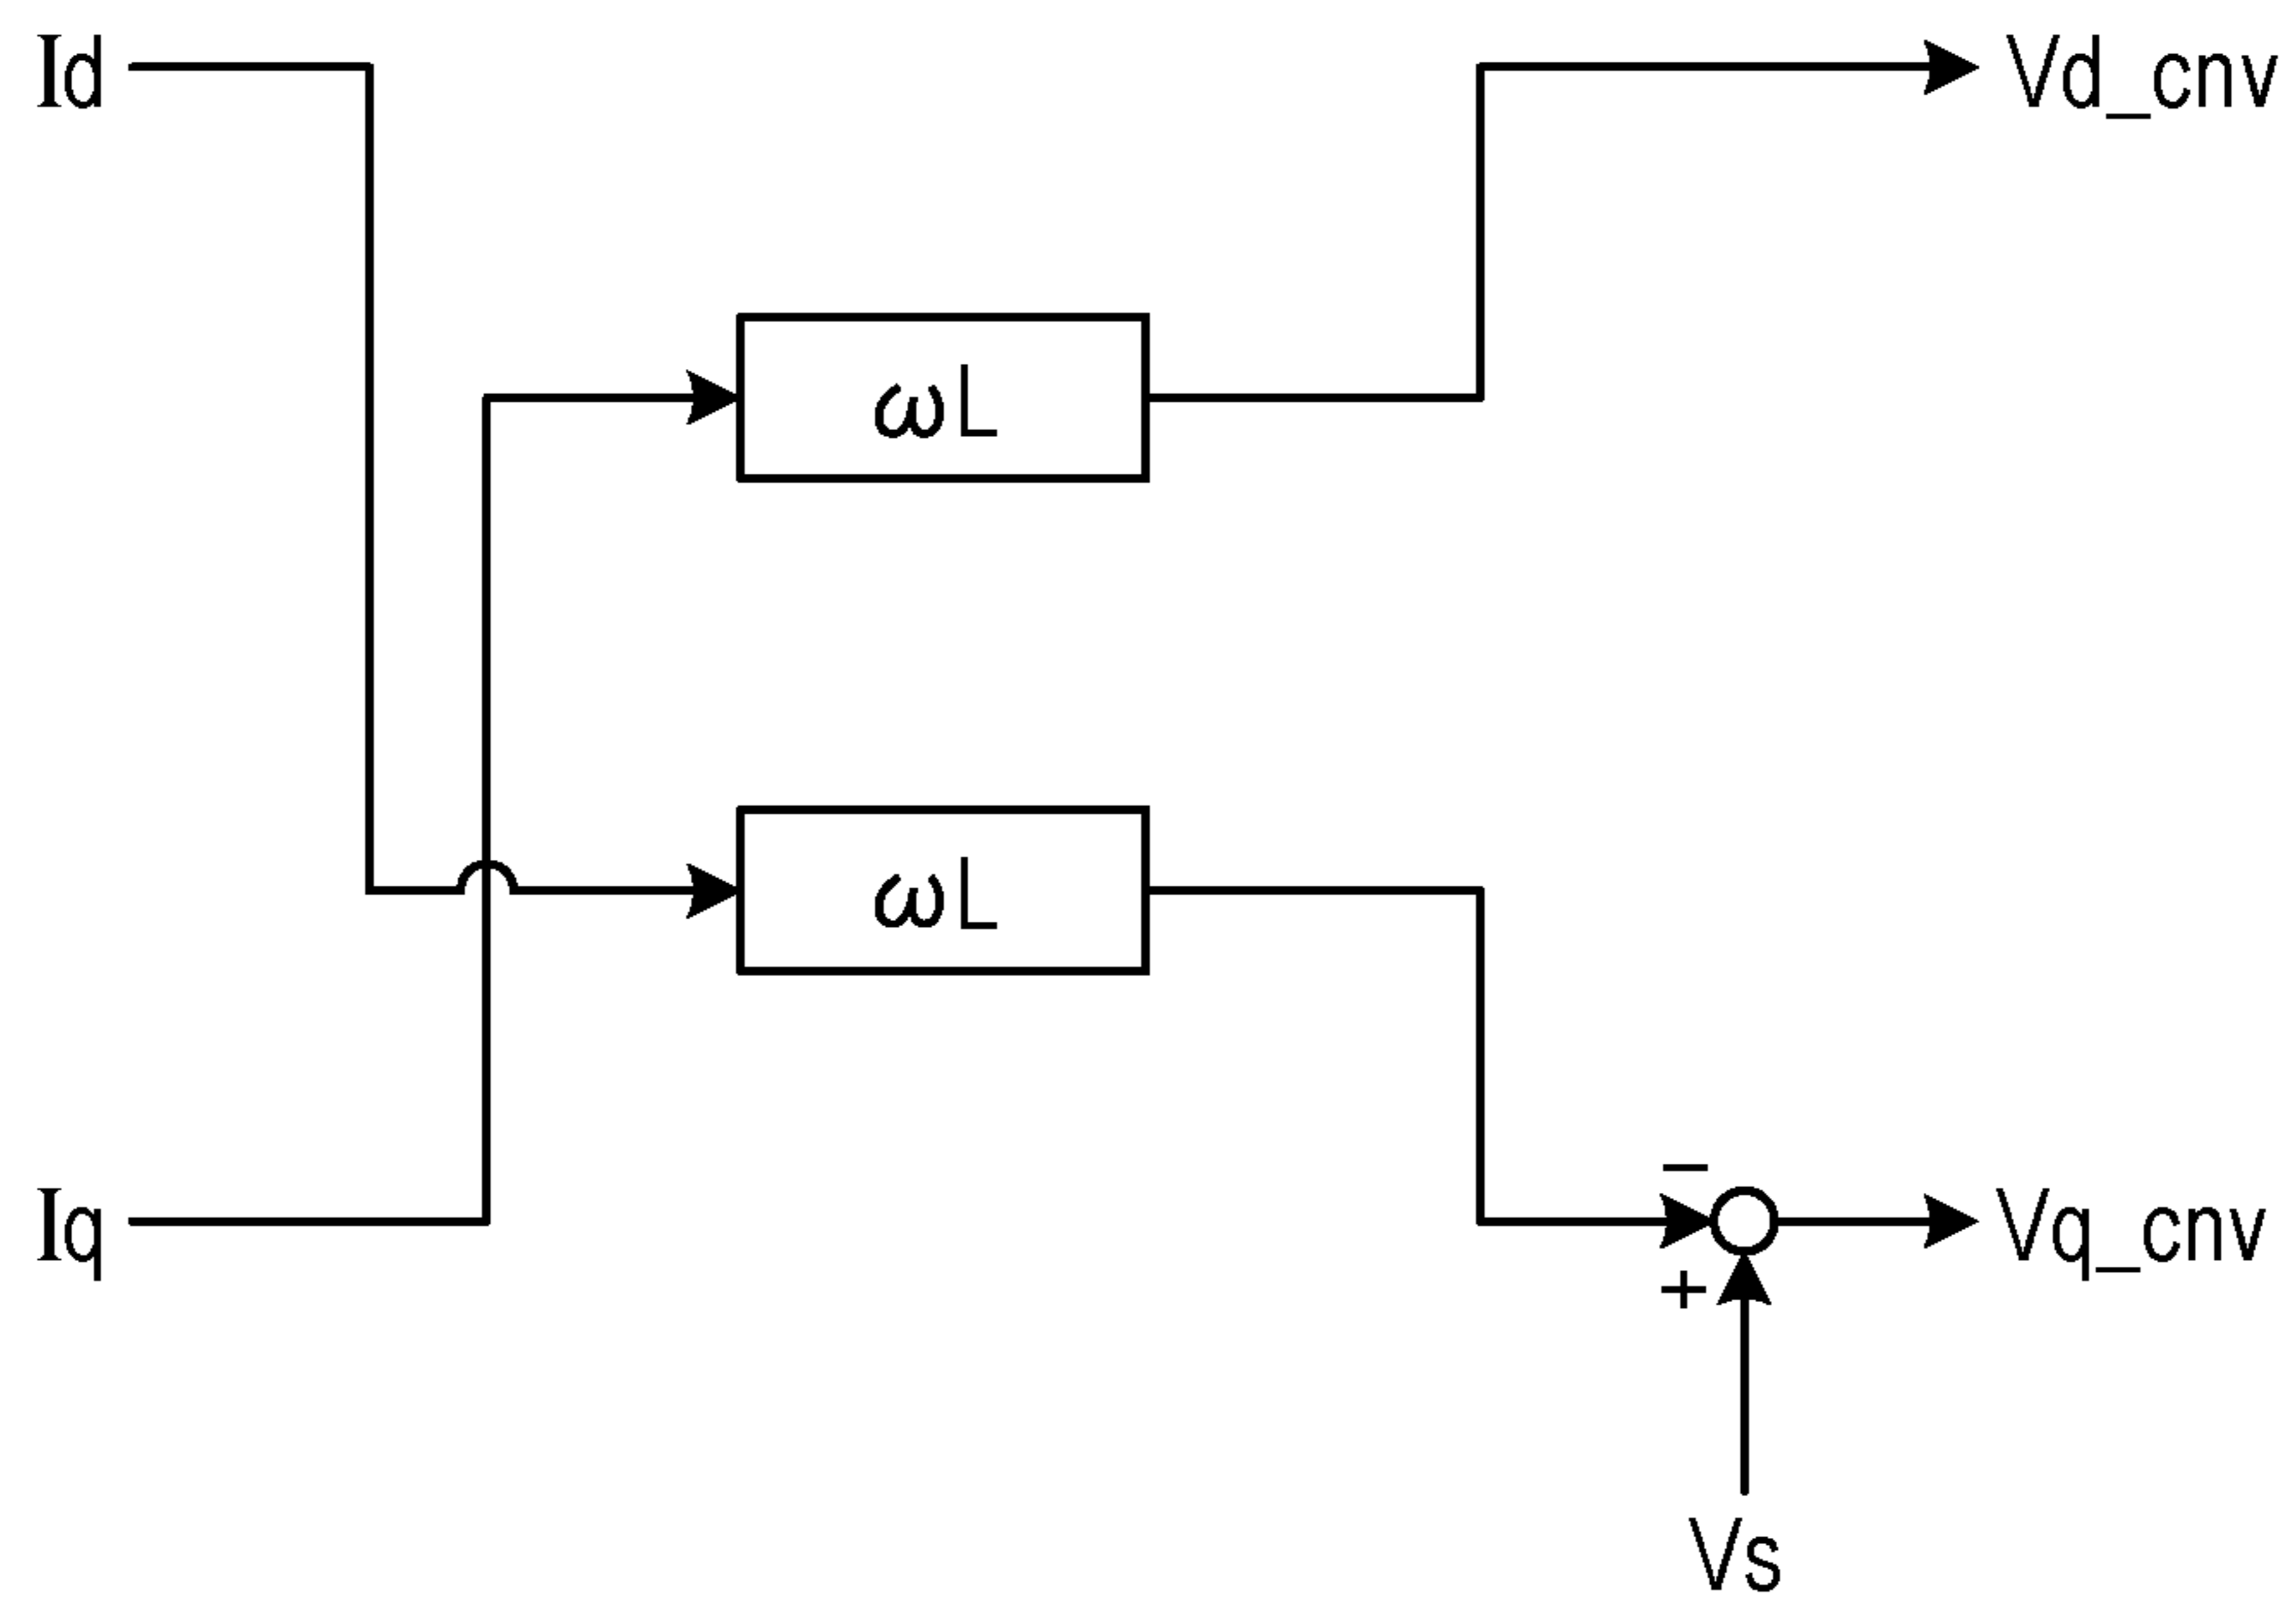 Id
Vd_cnv
ωL
ωL
−
Iq
Vq_cnv
+
Vs